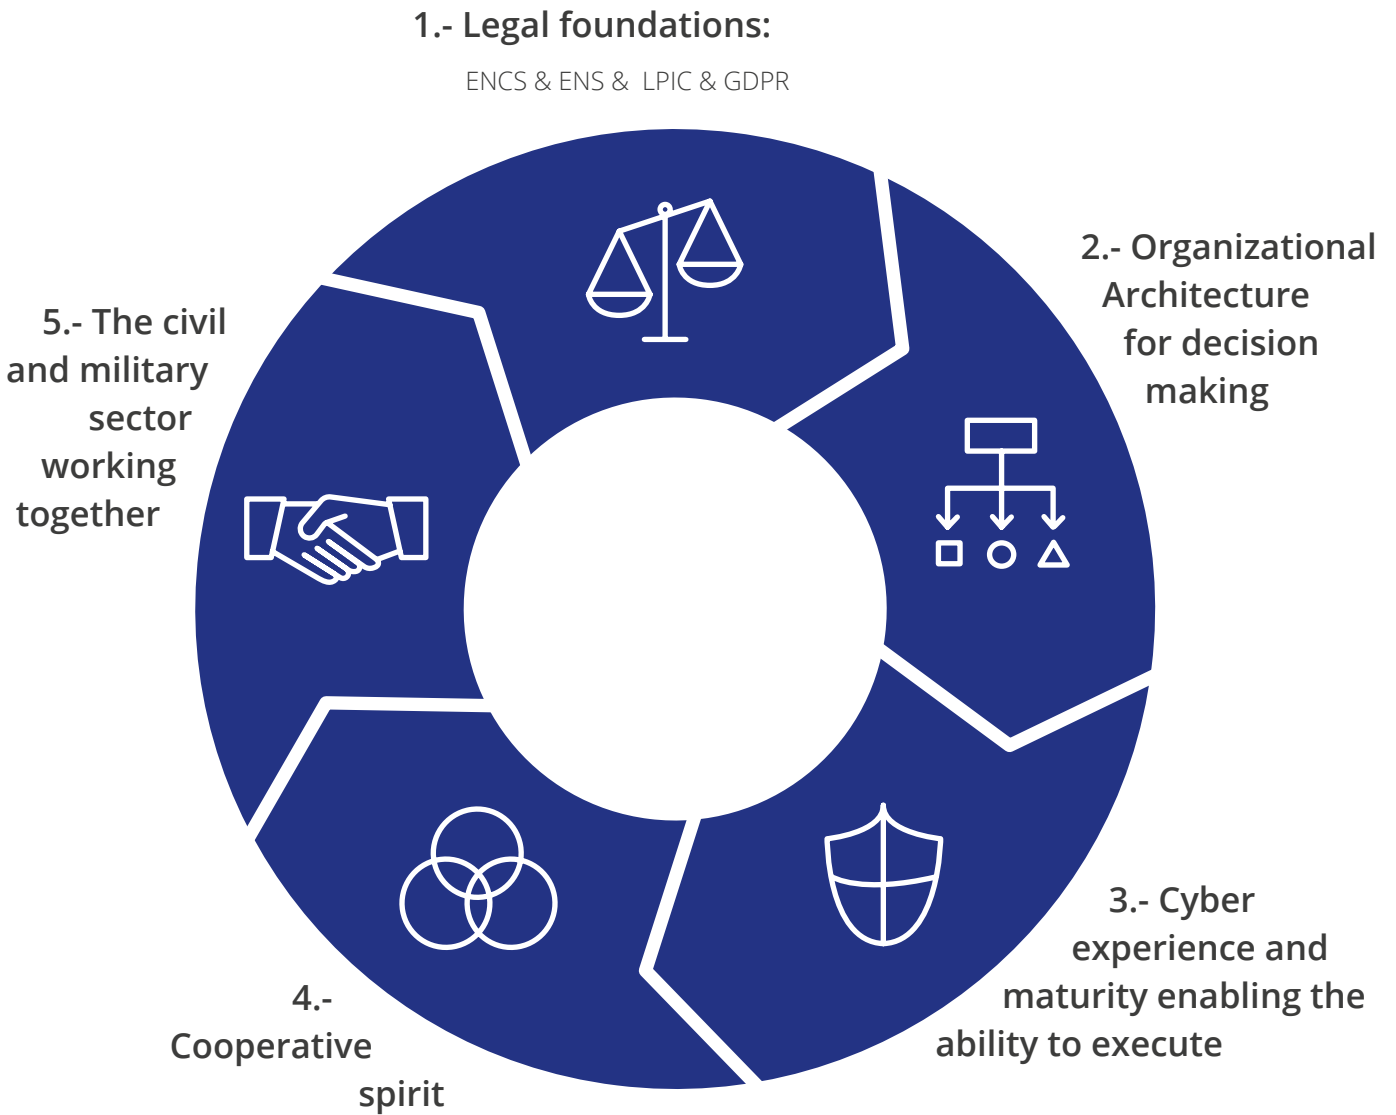 1.- Legal foundations:
ENCS & ENS & LPIC & GDPR
2.- Organizational
Architecture
for decision
making
3.- Cyber
experience and
maturity enabling the
ability to execute
4.-
Cooperative
spirit
5.- The civil
and military
sector
working
together